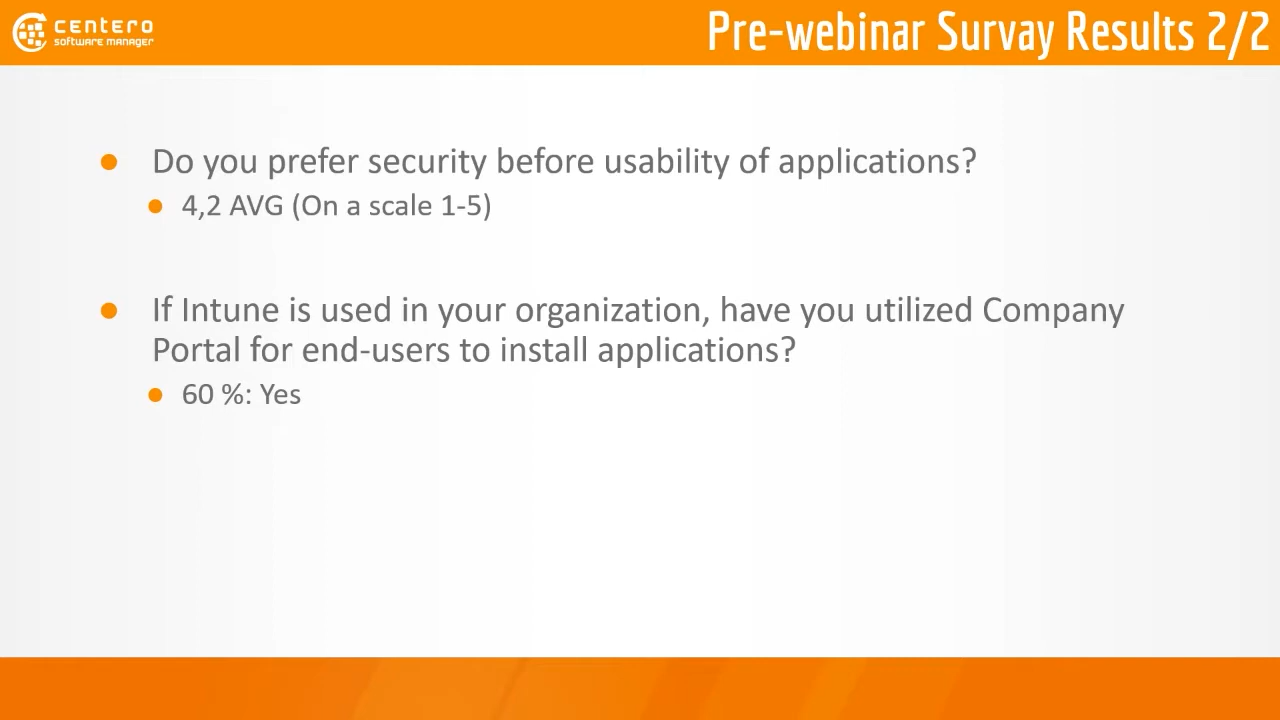 centero
software manager
Pre-webinar Survay Results 2/2
Do you prefer security before usability of applications?
4,2 AVG (On a scale 1-5)
If Intune is used in your organization, have you utilized Company
Portal for end-users to install applications?
60 %: Yes